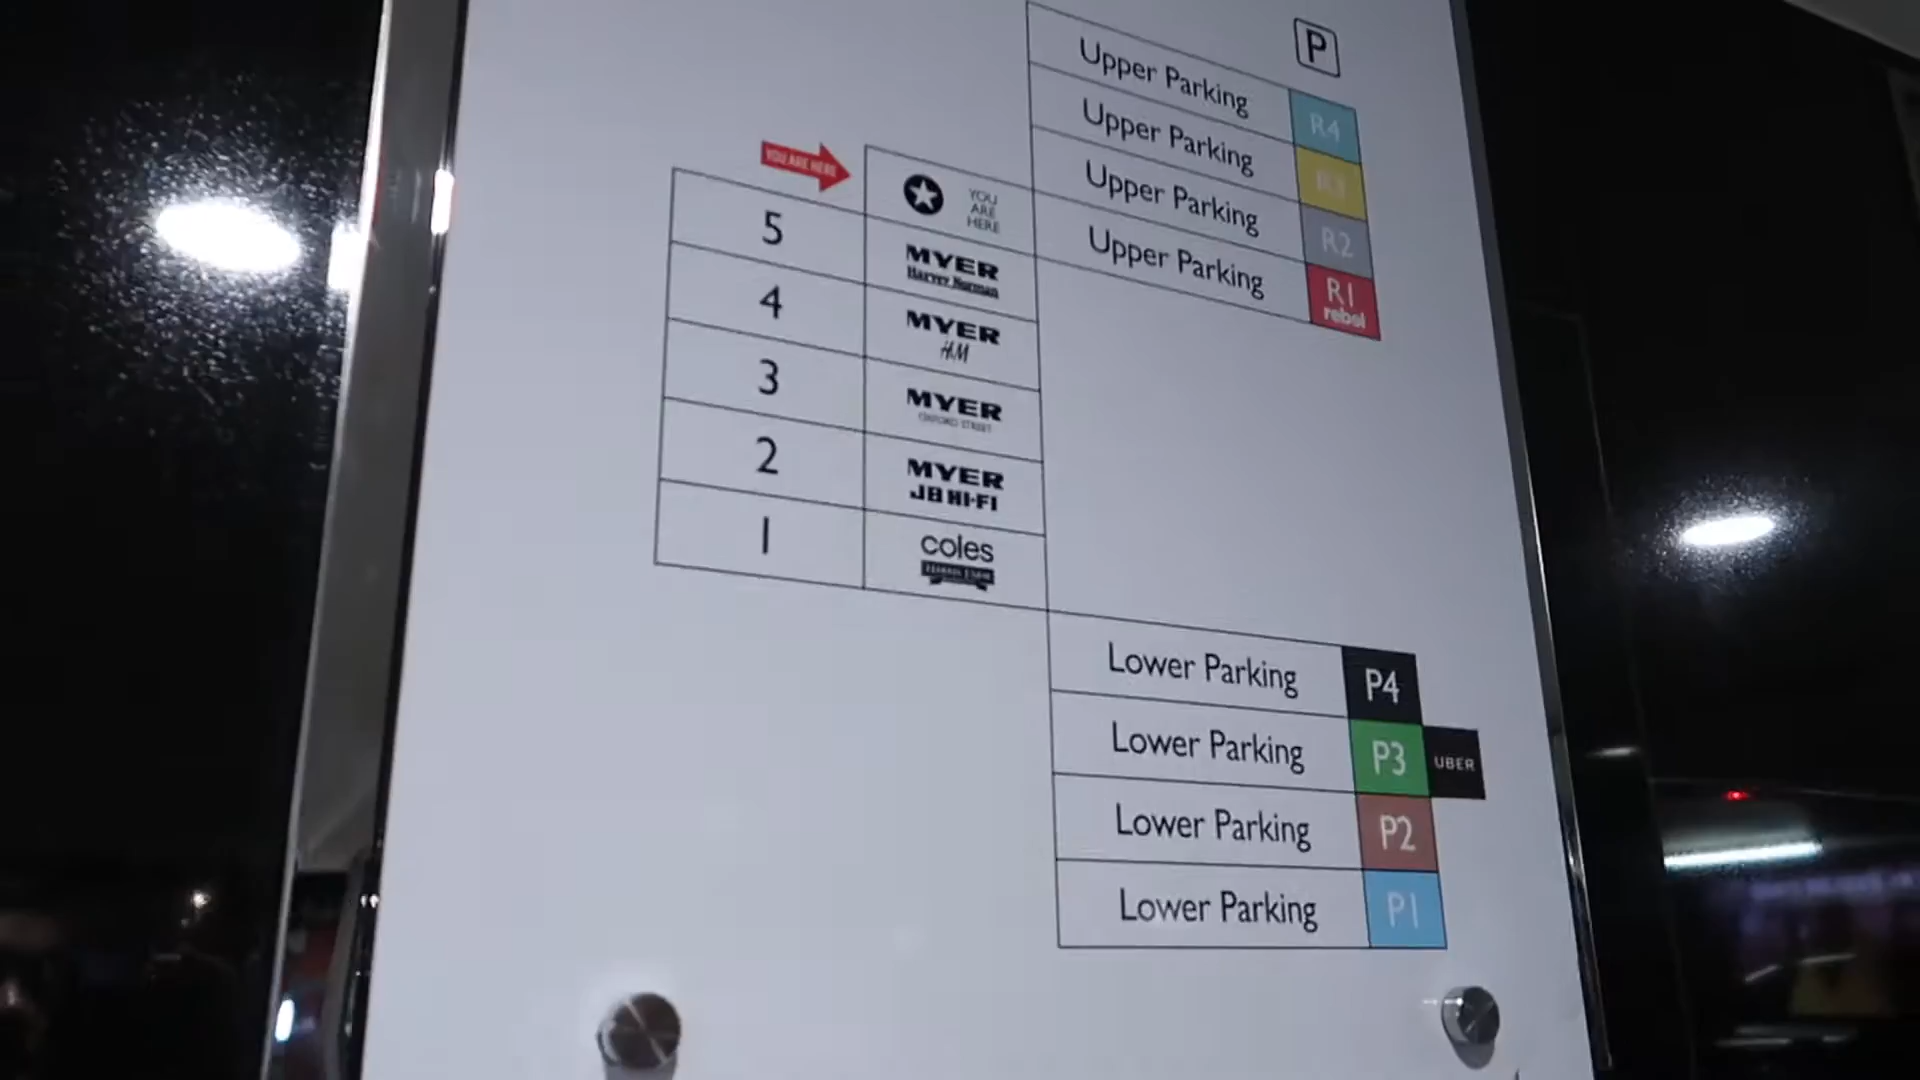 P
Upper Parking R4
Upper Parking R3
Upper Parking R2
Upper Parking R1
rebel
YOU ARE HERE
YOU
ARE
HERE
5
MYER
Harvey Norman
4
MYER
H&M
3
MYER
OXFORD STREET
2
MYER
JB HI-FI
1
coles
Lower Parking P4
Lower Parking P3 UBER
Lower Parking P2
Lower Parking P1